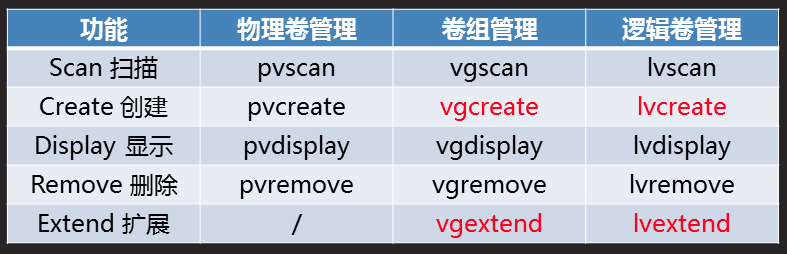 功能 物理卷管理 卷组管理 逻辑卷管理
Scan 扫描 pvscan vgscan lvscan
Create 创建 pvcreate vgcreate lvcreate
Display 显示 pvdisplay vgdisplay lvdisplay
Remove 删除 pvremove vgremove lvremove
Extend 扩展 / vgextend lvextend